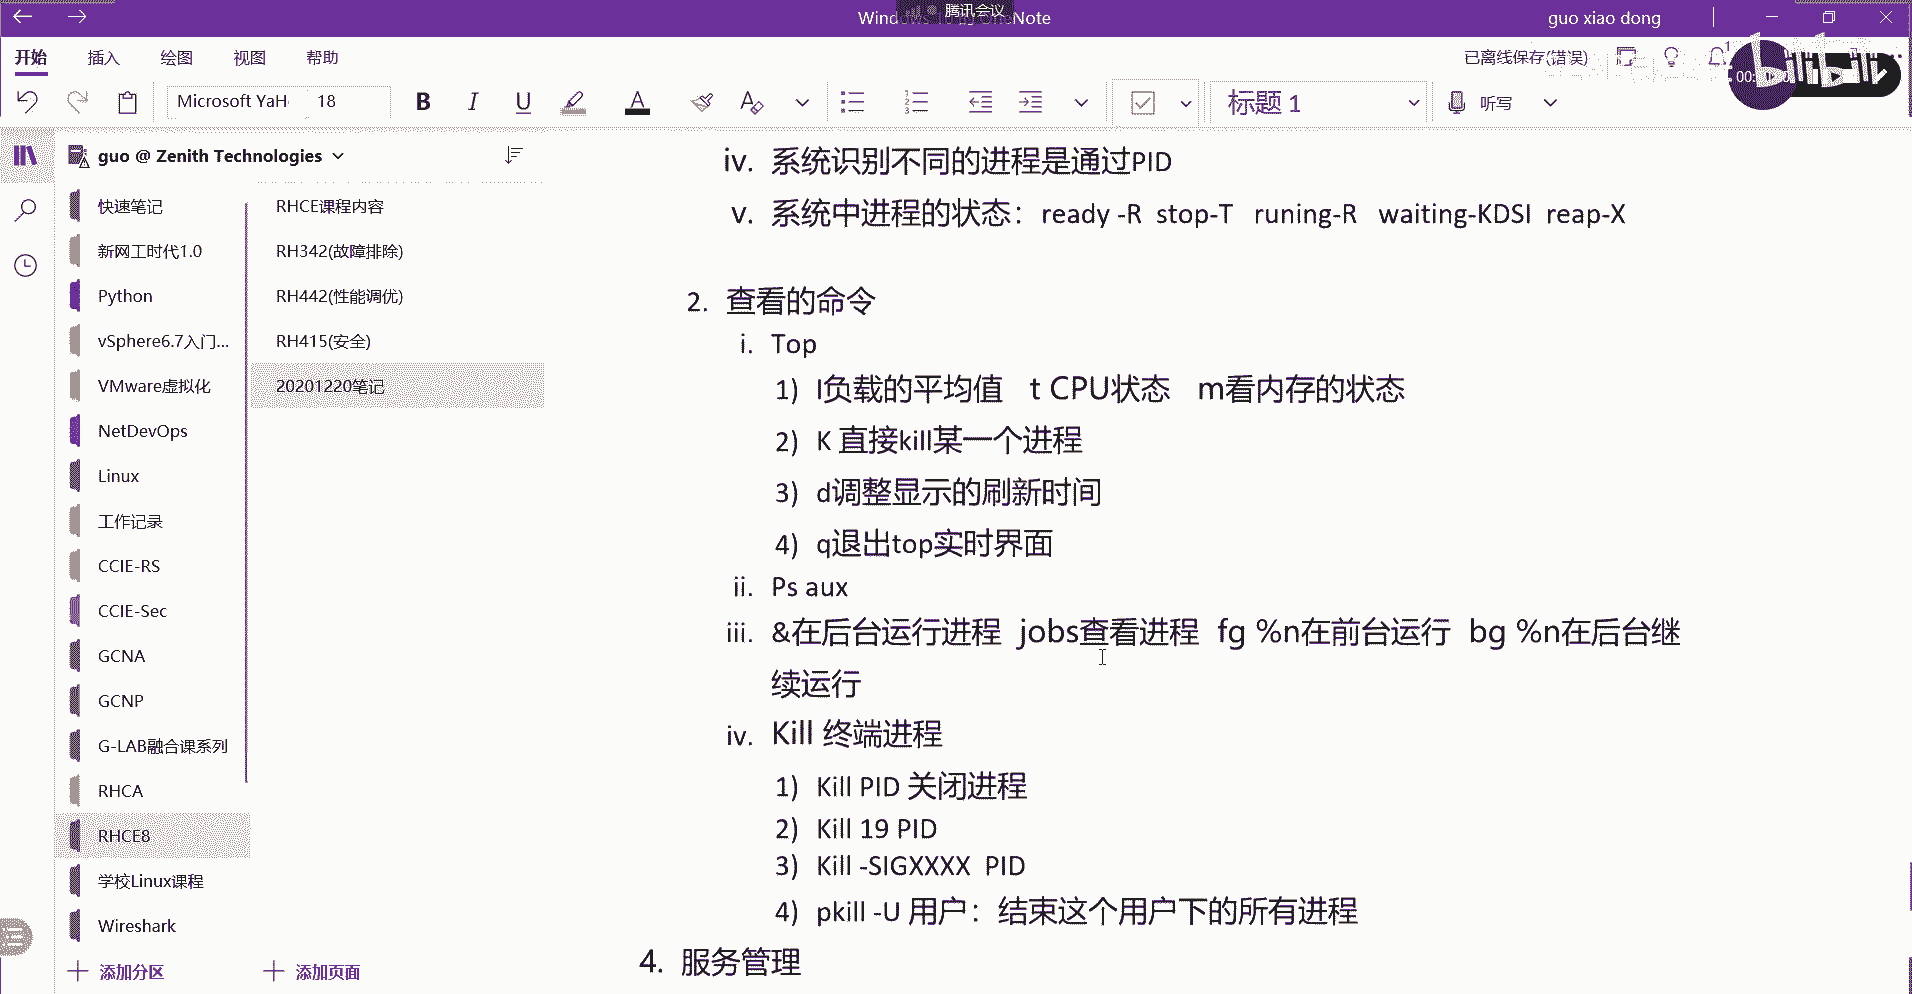 腾讯会议
Note
guo xiao dong
开始 插入 绘图 视图 帮助
已离线保存(错误)
Microsoft YaH 18
B I U A
标题 1
听写
guo @ Zenith Technologies
快速笔记
新网工时代1.0
Python
vSphere6.7入门...
VMware虚拟化
NetDevOps
Linux
工作记录
CCIE-RS
CCIE-Sec
GCNA
GCNP
G-LAB融合课系列
RHCA
RHCE8
学校Linux课程
Wireshark
添加分区
RHCE课程内容
RH342(故障排除)
RH442(性能调优)
RH415(安全)
20201220笔记
添加页面
iv. 系统识别不同的进程是通过PID
v. 系统中进程的状态：ready -R stop-T runing-R waiting-KDSI reap-X
2. 查看的命令
i. Top
1) l负载的平均值 t CPU状态 m看内存的状态
2) K 直接kill某一个进程
3) d调整显示的刷新时间
4) q退出top实时界面
ii. Ps aux
iii. &在后台运行进程 jobs查看进程 fg %n在前台运行 bg %n在后台继
续运行
iv. Kill 终端进程
1) Kill PID 关闭进程
2) Kill 19 PID
3) Kill -SIGXXXX PID
4) pkill -U 用户：结束这个用户下的所有进程
4. 服务管理